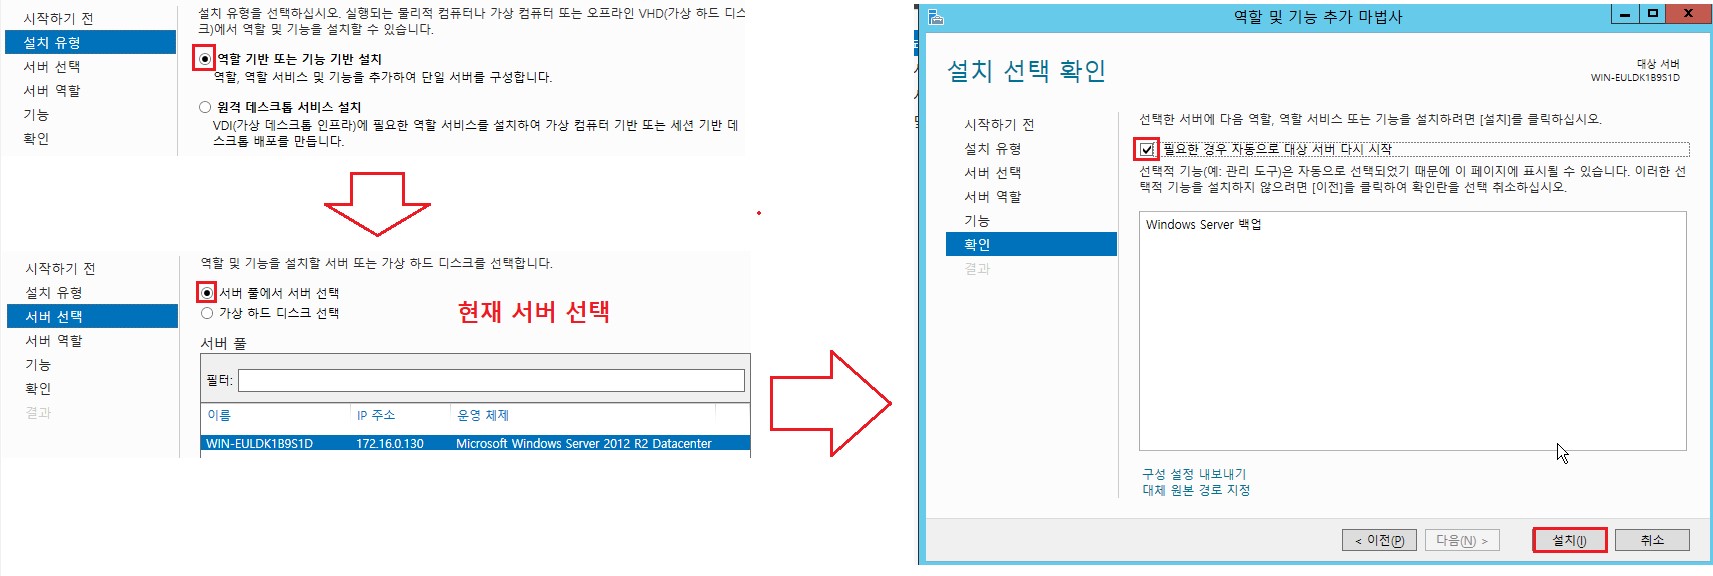 시작하기 전
설치 유형
서버 선택
서버 역할
기능
확인
설치 유형을 선택하십시오. 실행되는 물리적 컴퓨터나 가상 컴퓨터 또는 오프라인 VHD(가상 하드 디스
크)에서 역할 및 기능을 설치할 수 있습니다.
역할 기반 또는 기능 기반 설치
역할, 역할 서비스 및 기능을 추가하여 단일 서버를 구성합니다.
원격 데스크톱 서비스 설치
VDI(가상 데스크톱 인프라)에 필요한 역할 서비스를 설치하여 가상 컴퓨터 기반 또는 세션 기반 데
스크톱 배포를 만듭니다.
시작하기 전
설치 유형
서버 선택
서버 역할
기능
확인
결과
역할 및 기능을 설치할 서버 또는 가상 하드 디스크를 선택합니다.
서버 풀에서 서버 선택
가상 하드 디스크 선택
현재 서버 선택
서버 풀
필터:
이름 IP 주소 운영 체제
WIN-EULDK1B9S1D 172.16.0.130 Microsoft Windows Server 2012 R2 Datacenter
역할 및 기능 추가 마법사
설치 선택 확인
대상 서버
WIN-EULDK1B9S1D
시작하기 전
설치 유형
서버 선택
서버 역할
기능
확인
결과
선택한 서버에 다음 역할, 역할 서비스 또는 기능을 설치하려면 [설치]를 클릭하십시오.
필요한 경우 자동으로 대상 서버 다시 시작
선택적 기능(예: 관리 도구)은 자동으로 선택되었기 때문에 이 페이지에 표시될 수 있습니다. 이러한 선
택적 기능을 설치하지 않으려면 [이전]을 클릭하여 확인란을 선택 취소하십시오.
Windows Server 백업
구성 설정 내보내기
대체 원본 경로 지정
< 이전(P) 다음(N) > 설치(I) 취소